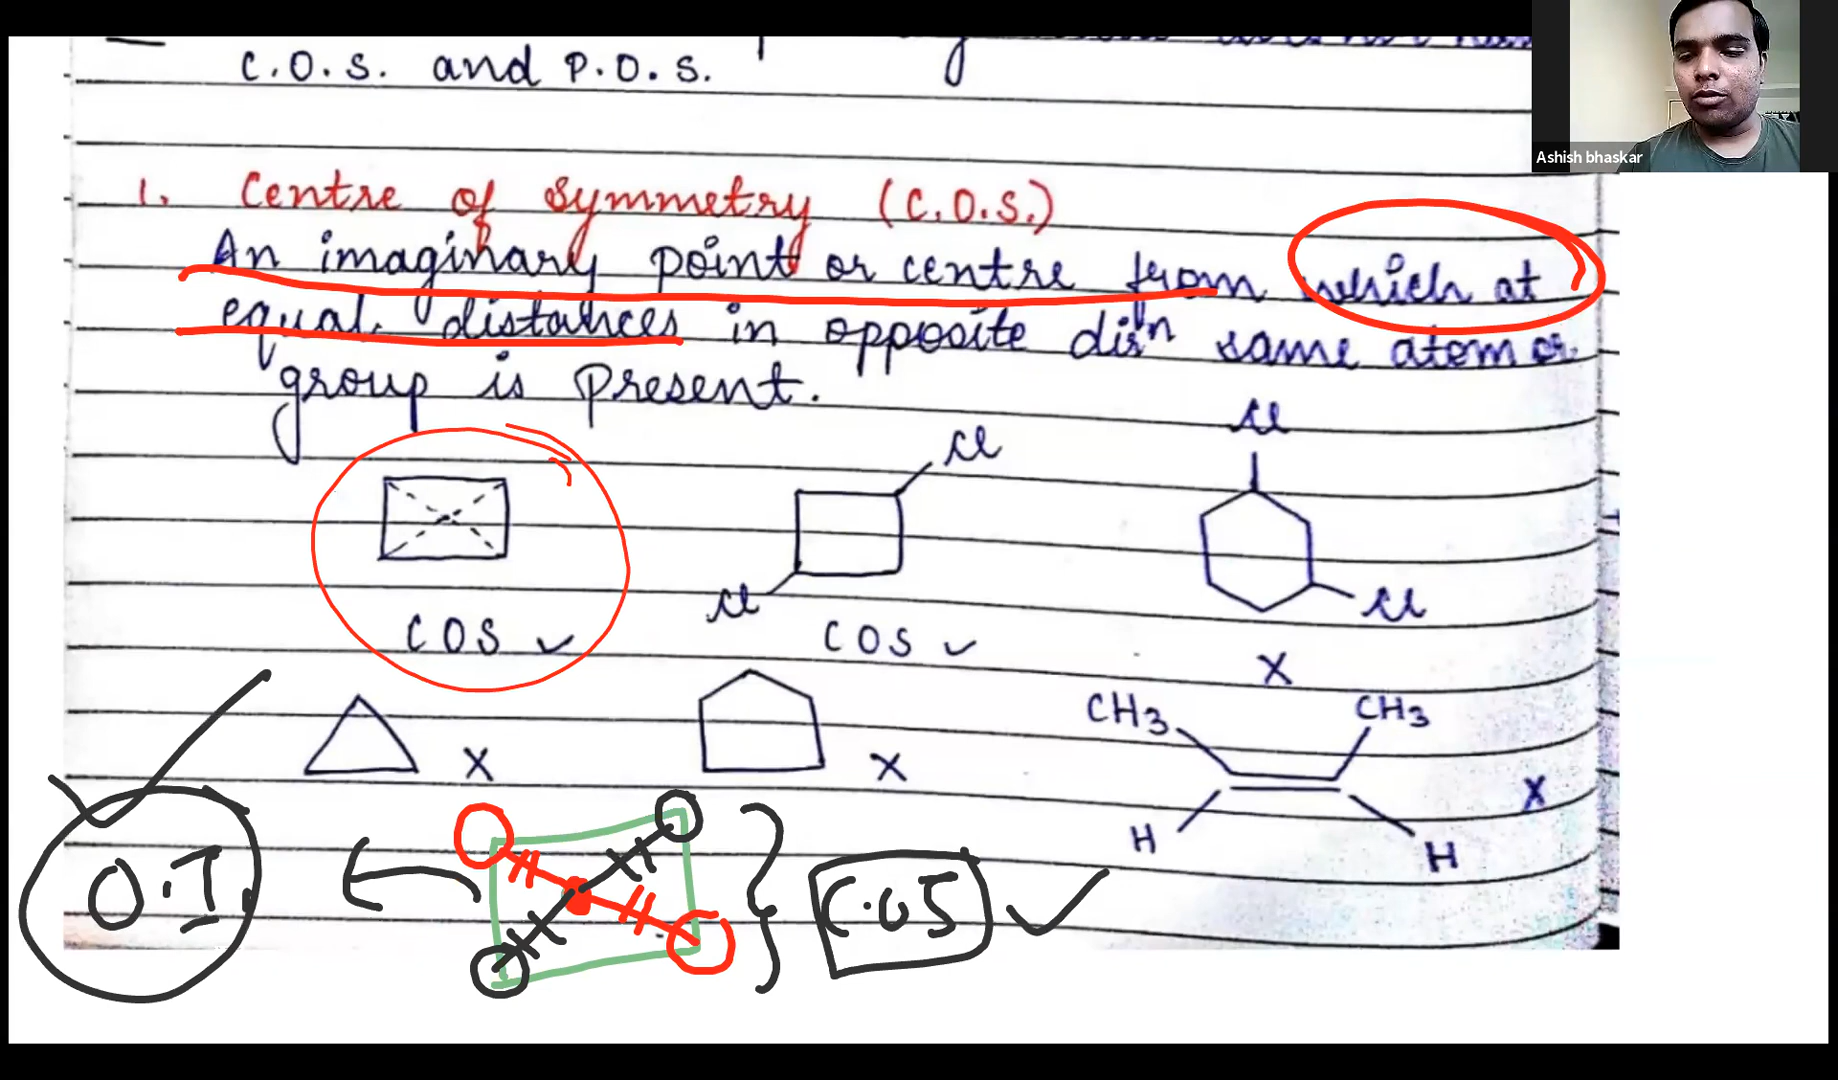 C.O.S. and P.O.S.
Ashish bhaskar
1. Centre of Symmetry (C.O.S.)
An imaginary point or centre from which at
equal distances in opposite dirⁿ same atom or
group is present.
Cl
Cl
Cl
Cl
COS ✓
COS ✓
X
CH3
CH3
X
X
X
H
H
O.I.
C.OS ✓